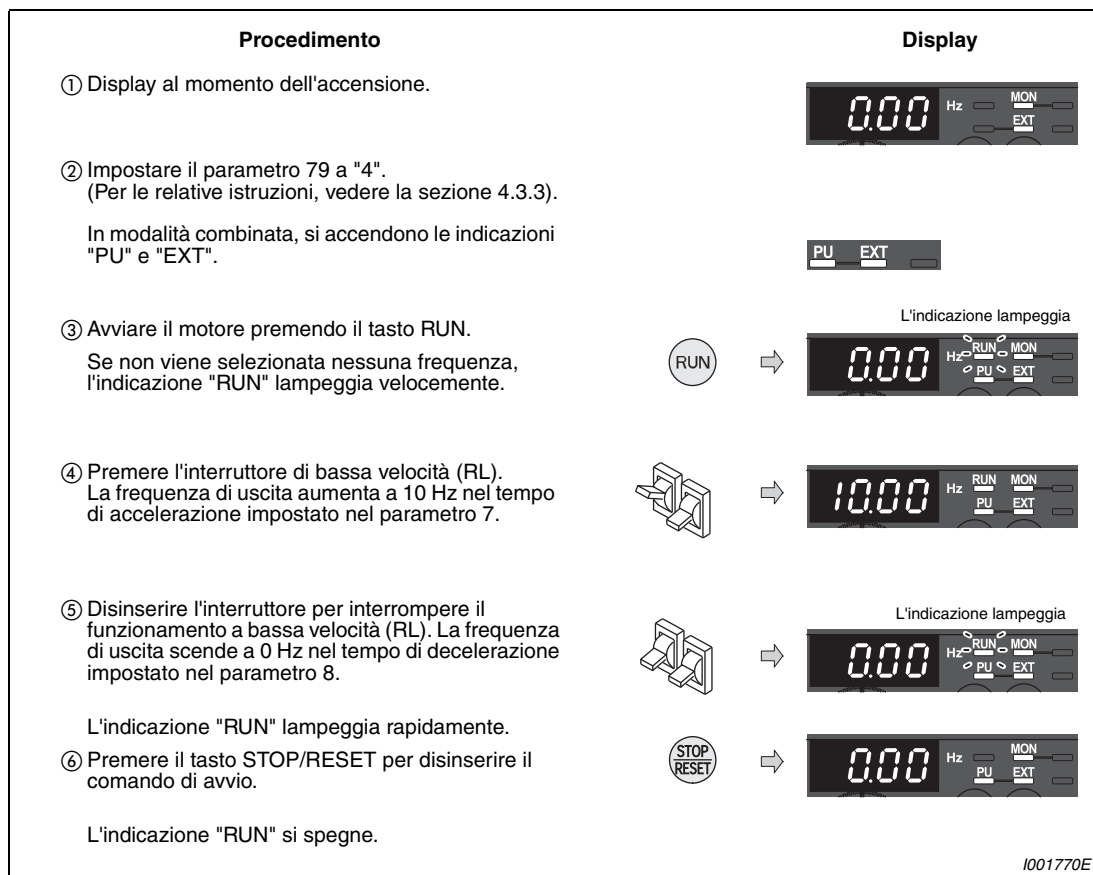 Procedimento
Display
① Display al momento dell'accensione.
0.00 Hz MON
EXT
② Impostare il parametro 79 a "4".
(Per le relative istruzioni, vedere la sezione 4.3.3).
In modalità combinata, si accendono le indicazioni
"PU" e "EXT".
PU EXT
L'indicazione lampeggia
③ Avviare il motore premendo il tasto RUN.
Se non viene selezionata nessuna frequenza,
l'indicazione "RUN" lampeggia velocemente.
RUN
0.00 Hz RUN MON
PU EXT
④ Premere l'interruttore di bassa velocità (RL).
La frequenza di uscita aumenta a 10 Hz nel tempo
di accelerazione impostato nel parametro 7.
10.00 Hz RUN MON
PU EXT
⑤ Disinserire l'interruttore per interrompere il
funzionamento a bassa velocità (RL). La frequenza
di uscita scende a 0 Hz nel tempo di decelerazione
impostato nel parametro 8.
L'indicazione lampeggia
0.00 Hz RUN MON
PU EXT
L'indicazione "RUN" lampeggia rapidamente.
⑥ Premere il tasto STOP/RESET per disinserire il
comando di avvio.
STOP
RESET
0.00 Hz MON
PU EXT
L'indicazione "RUN" si spegne.
I001770E